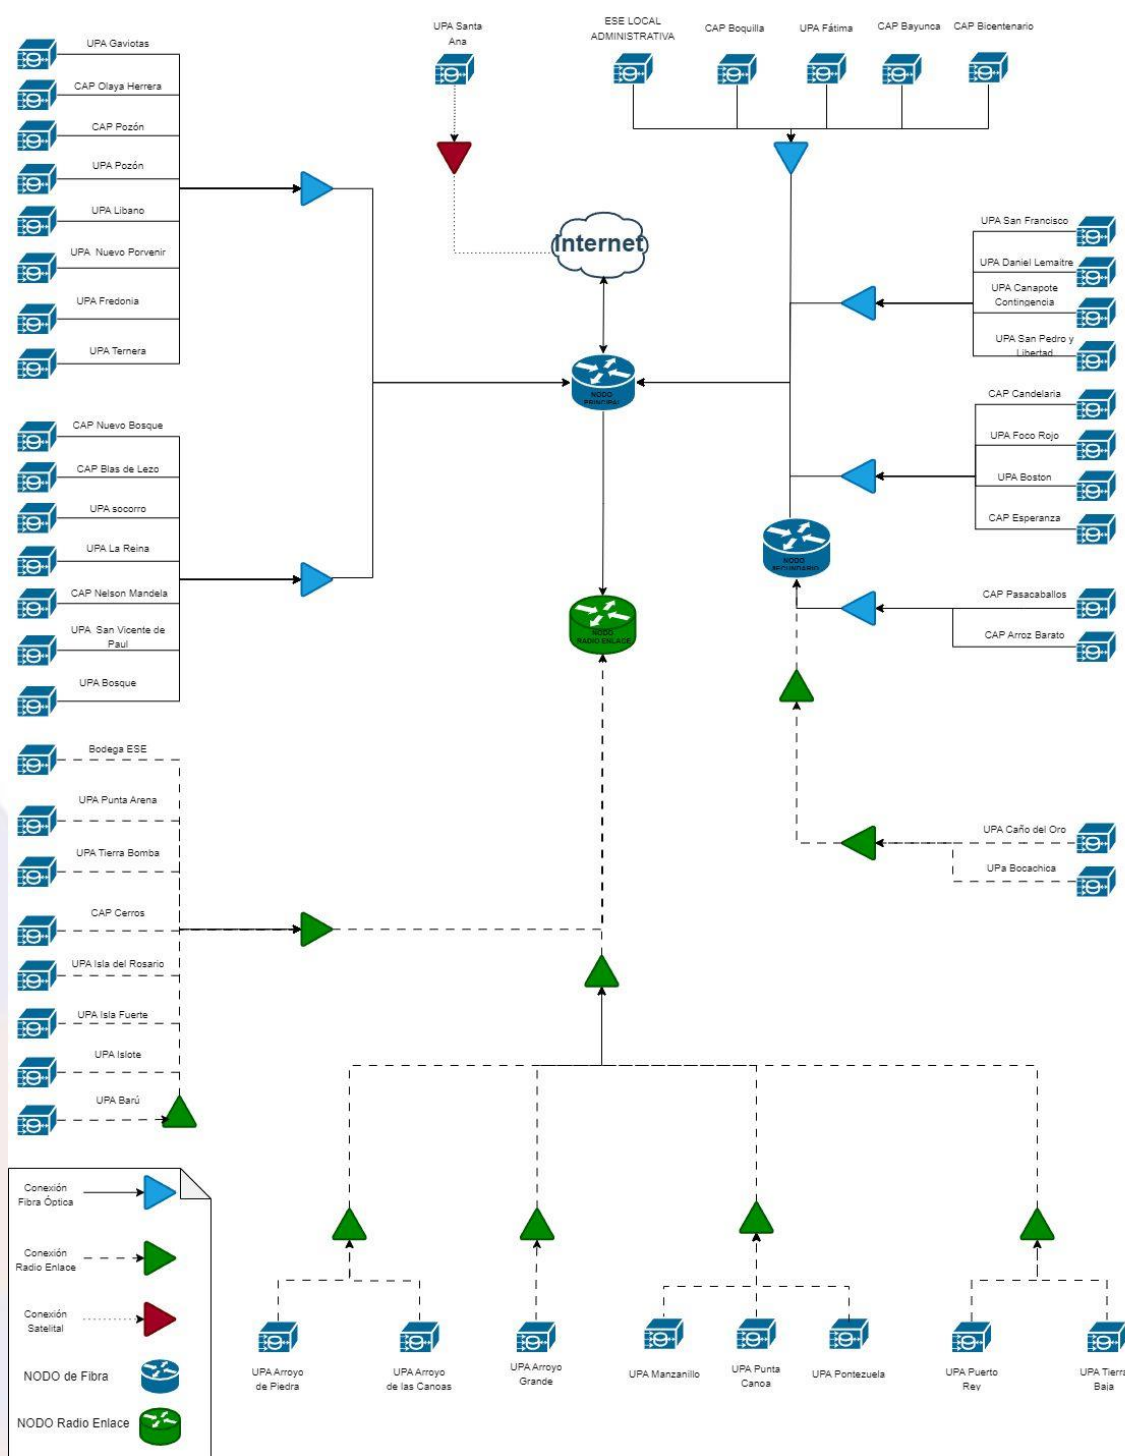 UPA Gaviotas
CAP Olaya Herrera
CAP Pozón
UPA Pozón
UPA Libano
UPA Nuevo Porvenir
UPA Fredonia
UPA Ternera
UPA Santa
Ana
ESE LOCAL
ADMINISTRATIVA
CAP Boquilla
UPA Fátima
CAP Bayunca
CAP Bicentenario
Internet
NODO
PRINCIPAL
UPA San Francisco
UPA Daniel Lemaitre
UPA Canapote
Contingencia
UPA San Pedro y
Libertad
CAP Candelaria
UPA Foco Rojo
UPA Boston
CAP Esperanza
NODO
SECUNDARIO
CAP Pasacaballos
CAP Arroz Barato
UPA Caño del Oro
UPa Bocachica
CAP Nuevo Bosque
CAP Blas de Lezo
UPA socorro
UPA La Reina
CAP Nelson Mandela
UPA San Vicente de
Paul
UPA Bosque
NODO
RADIO ENLACE
Bodega ESE
UPA Punta Arena
UPA Tierra Bomba
CAP Cerros
UPA Isla del Rosario
UPA Isla Fuerte
UPA Islote
UPA Barú
UPA Arroyo
de Piedra
UPA Arroyo
de las Canoas
UPA Arroyo
Grande
UPA Manzanillo
UPA Punta
Canoa
UPA Pontezuela
UPA Puerto
Rey
UPA Tierra
Baja
Conexión
Fibra Óptica
Conexión
Radio Enlace
Conexión
Satelital
NODO de Fibra
NODO Radio Enlace